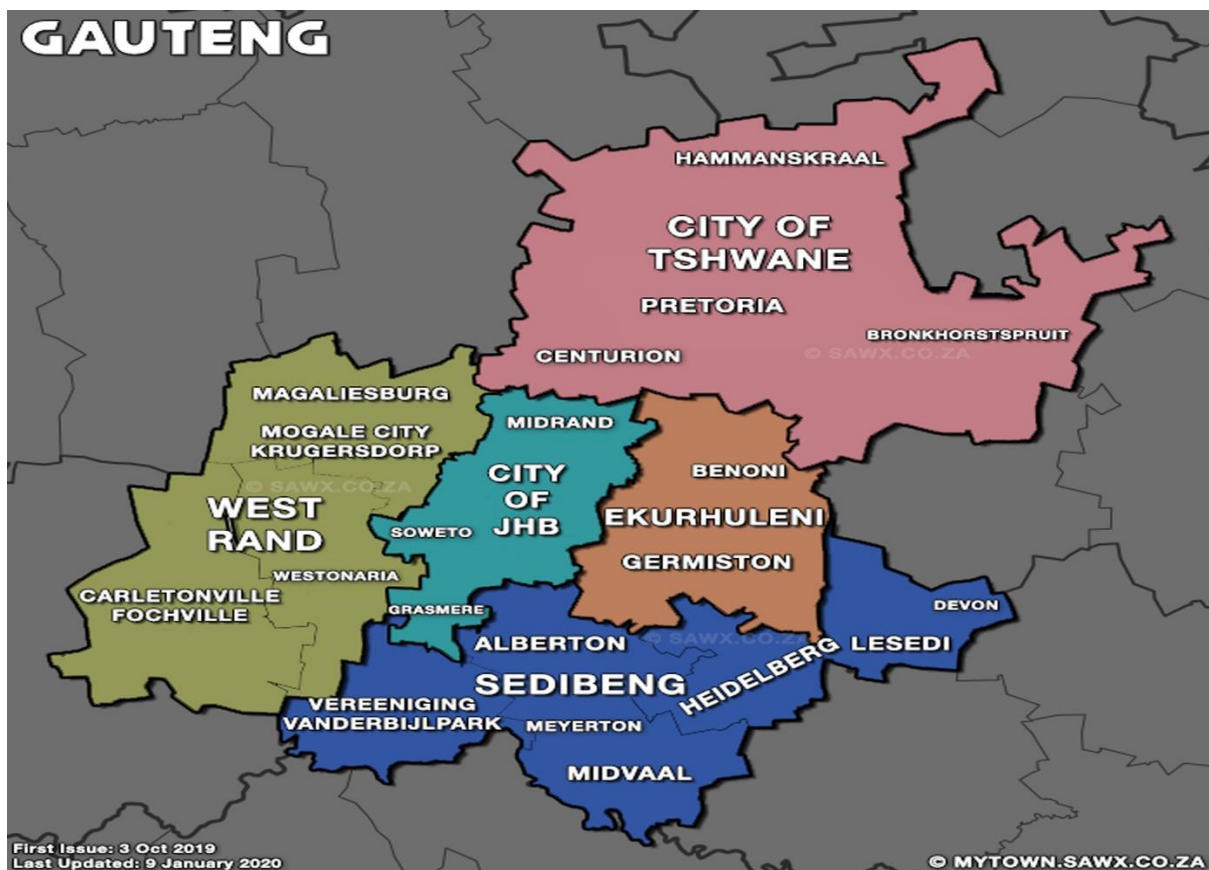 GAUTENG
HAMMANSKRAAL
CITY OF
TSHWANE
PRETORIA
BRONKHORSTSPRUIT
© SAWX.CO.ZA
CENTURION
MAGALIESBURG
MOGALE CITY
KRUGERSDORP
© SAWX.CO.ZA
WEST
RAND
WESTONARIA
CARLETONVILLE
FOCHVILLE
MIDRAND
CITY
OF
JHB
SOWETO
GRASMERE
BENONI
EKURHULENI
GERMISTON
DEVON
LESEDI
© SAWX.CO.ZA
ALBERTON
SEDIBENG
HEIDELBERG
VEREENIGING
VANDERBIJLPARK
MEYERTON
MIDVAAL
First Issue: 3 Oct 2019
Last Updated: 9 January 2020
© MYTOWN.SAWX.CO.ZA